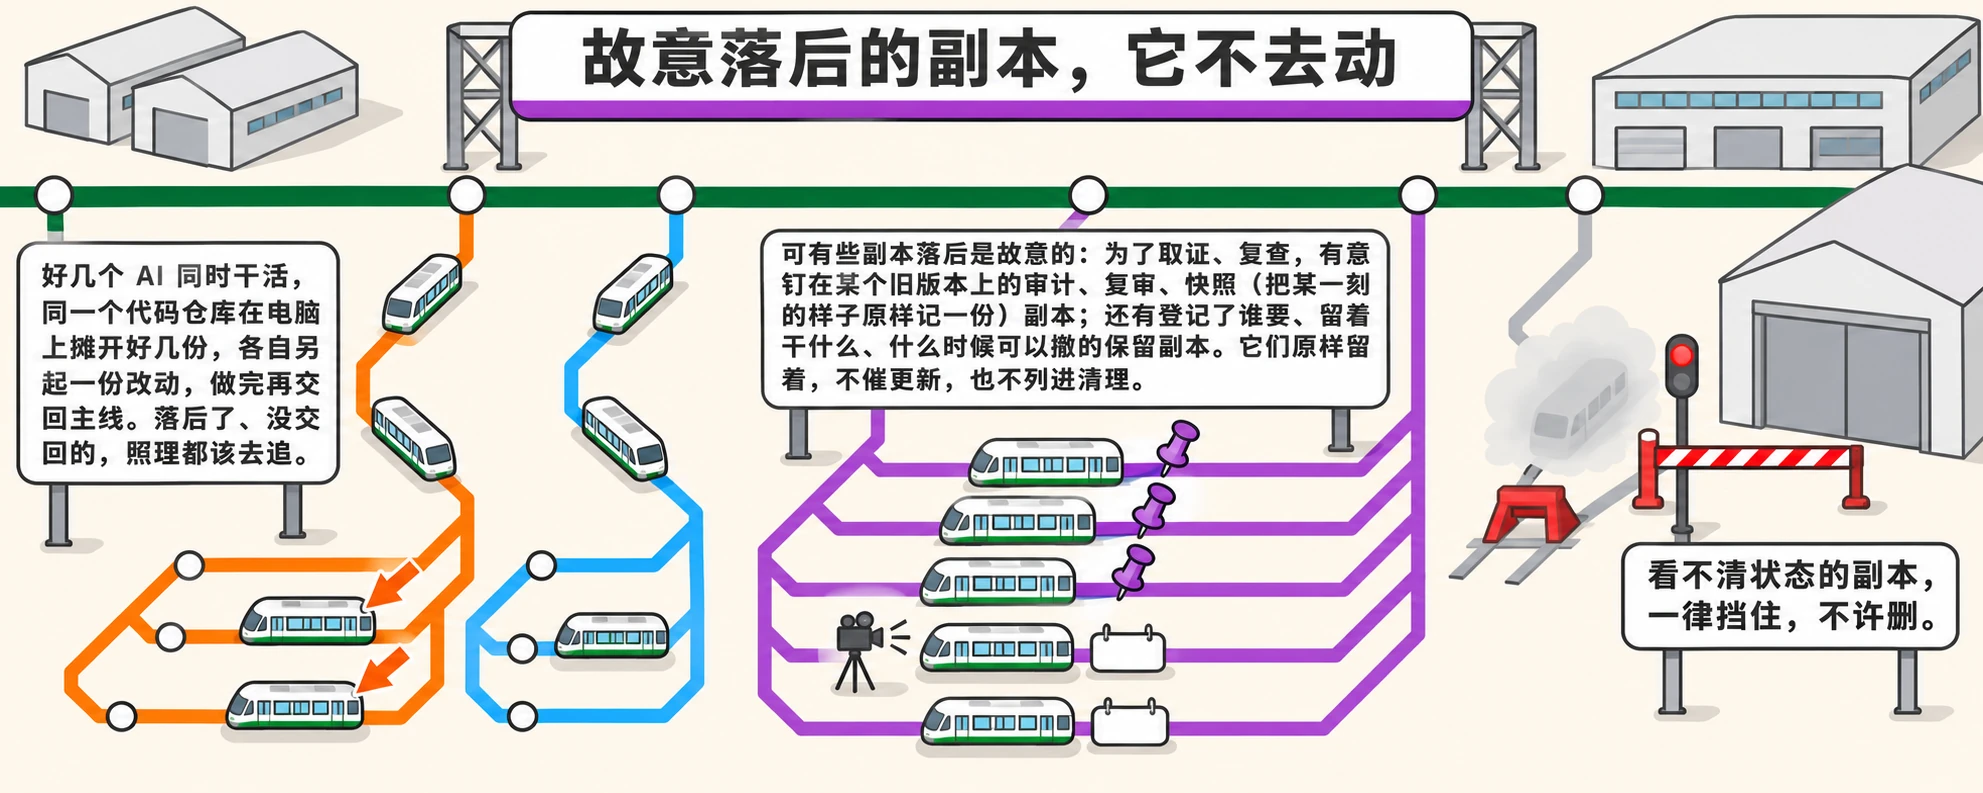 故意落后的副本，它不去动
好几个 AI 同时干活，
同一个代码仓库在电脑
上摊开好几份，各自另
起一份改动，做完再交
回主线。落后了、没交
回的，照理都该去追。
可有些副本落后是故意的：为了取证、复查，有意
钉在某个旧版本上的审计、复审、快照（把某一刻
的样子原样记一份）副本；还有登记了谁要、留着
干什么、什么时候可以撤的保留副本。它们原样留
着，不催更新，也不列进清理。
看不清状态的副本，
一律挡住，不许删。